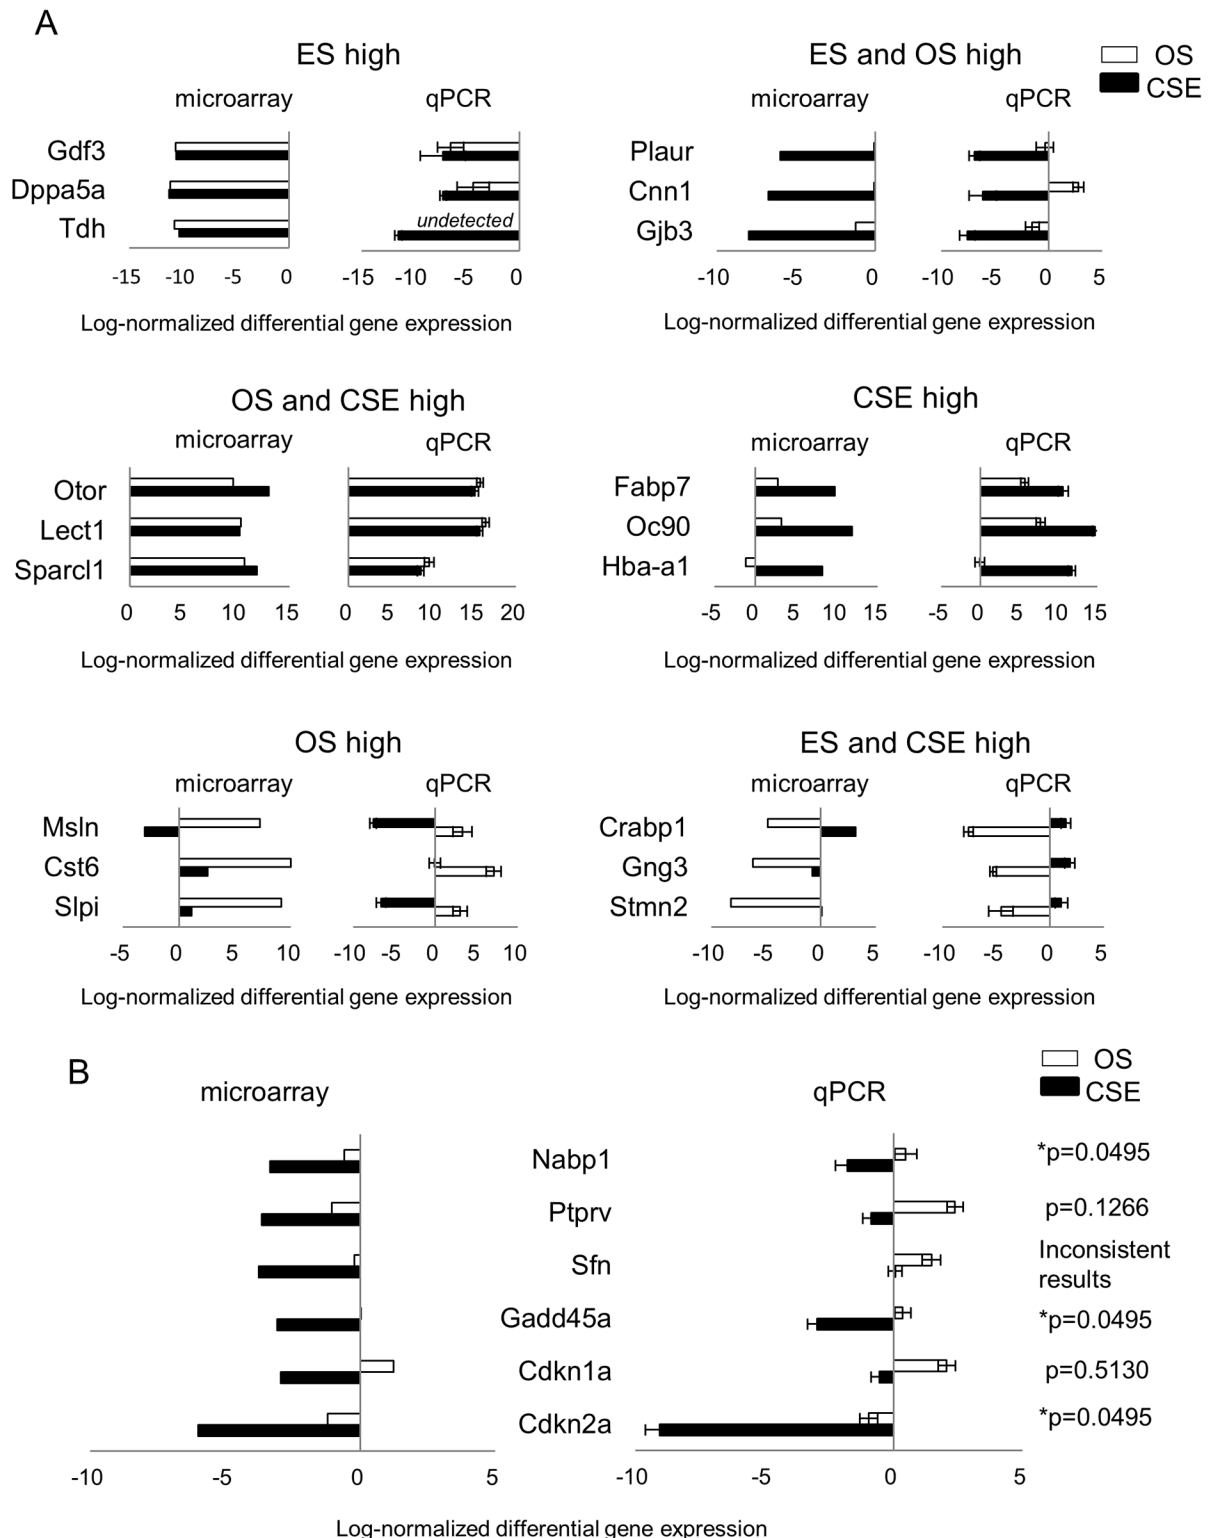 A
ES high
ES and OS high
OS
CSE
microarray
qPCR
microarray
qPCR
Gdf3
Dppa5a
Tdh
undetected
Plaur
Cnn1
Gjb3
-15 -10 -5 0
-15 -10 -5 0
-10 -5 0
-10 -5 0 5
Log-normalized differential gene expression
Log-normalized differential gene expression
OS and CSE high
CSE high
microarray
qPCR
microarray
qPCR
Otor
Lect1
Sparcl1
Fabp7
Oc90
Hba-a1
0 5 10 15
0 5 10 15 20
-5 0 5 10 15
-5 0 5 10 15
Log-normalized differential gene expression
Log-normalized differential gene expression
OS high
ES and CSE high
microarray
qPCR
microarray
qPCR
Msln
Cst6
Slpi
Crabp1
Gng3
Stmn2
-5 0 5 10
-10 -5 0 5 10
-10 -5 0 5
-10 -5 0 5
Log-normalized differential gene expression
Log-normalized differential gene expression
B
OS
CSE
microarray
qPCR
Nabp1
*p=0.0495
Ptprv
p=0.1266
Sfn
Inconsistent
results
Gadd45a
*p=0.0495
Cdkn1a
p=0.5130
Cdkn2a
*p=0.0495
-10 -5 0 5
-10 -5 0 5
Log-normalized differential gene expression